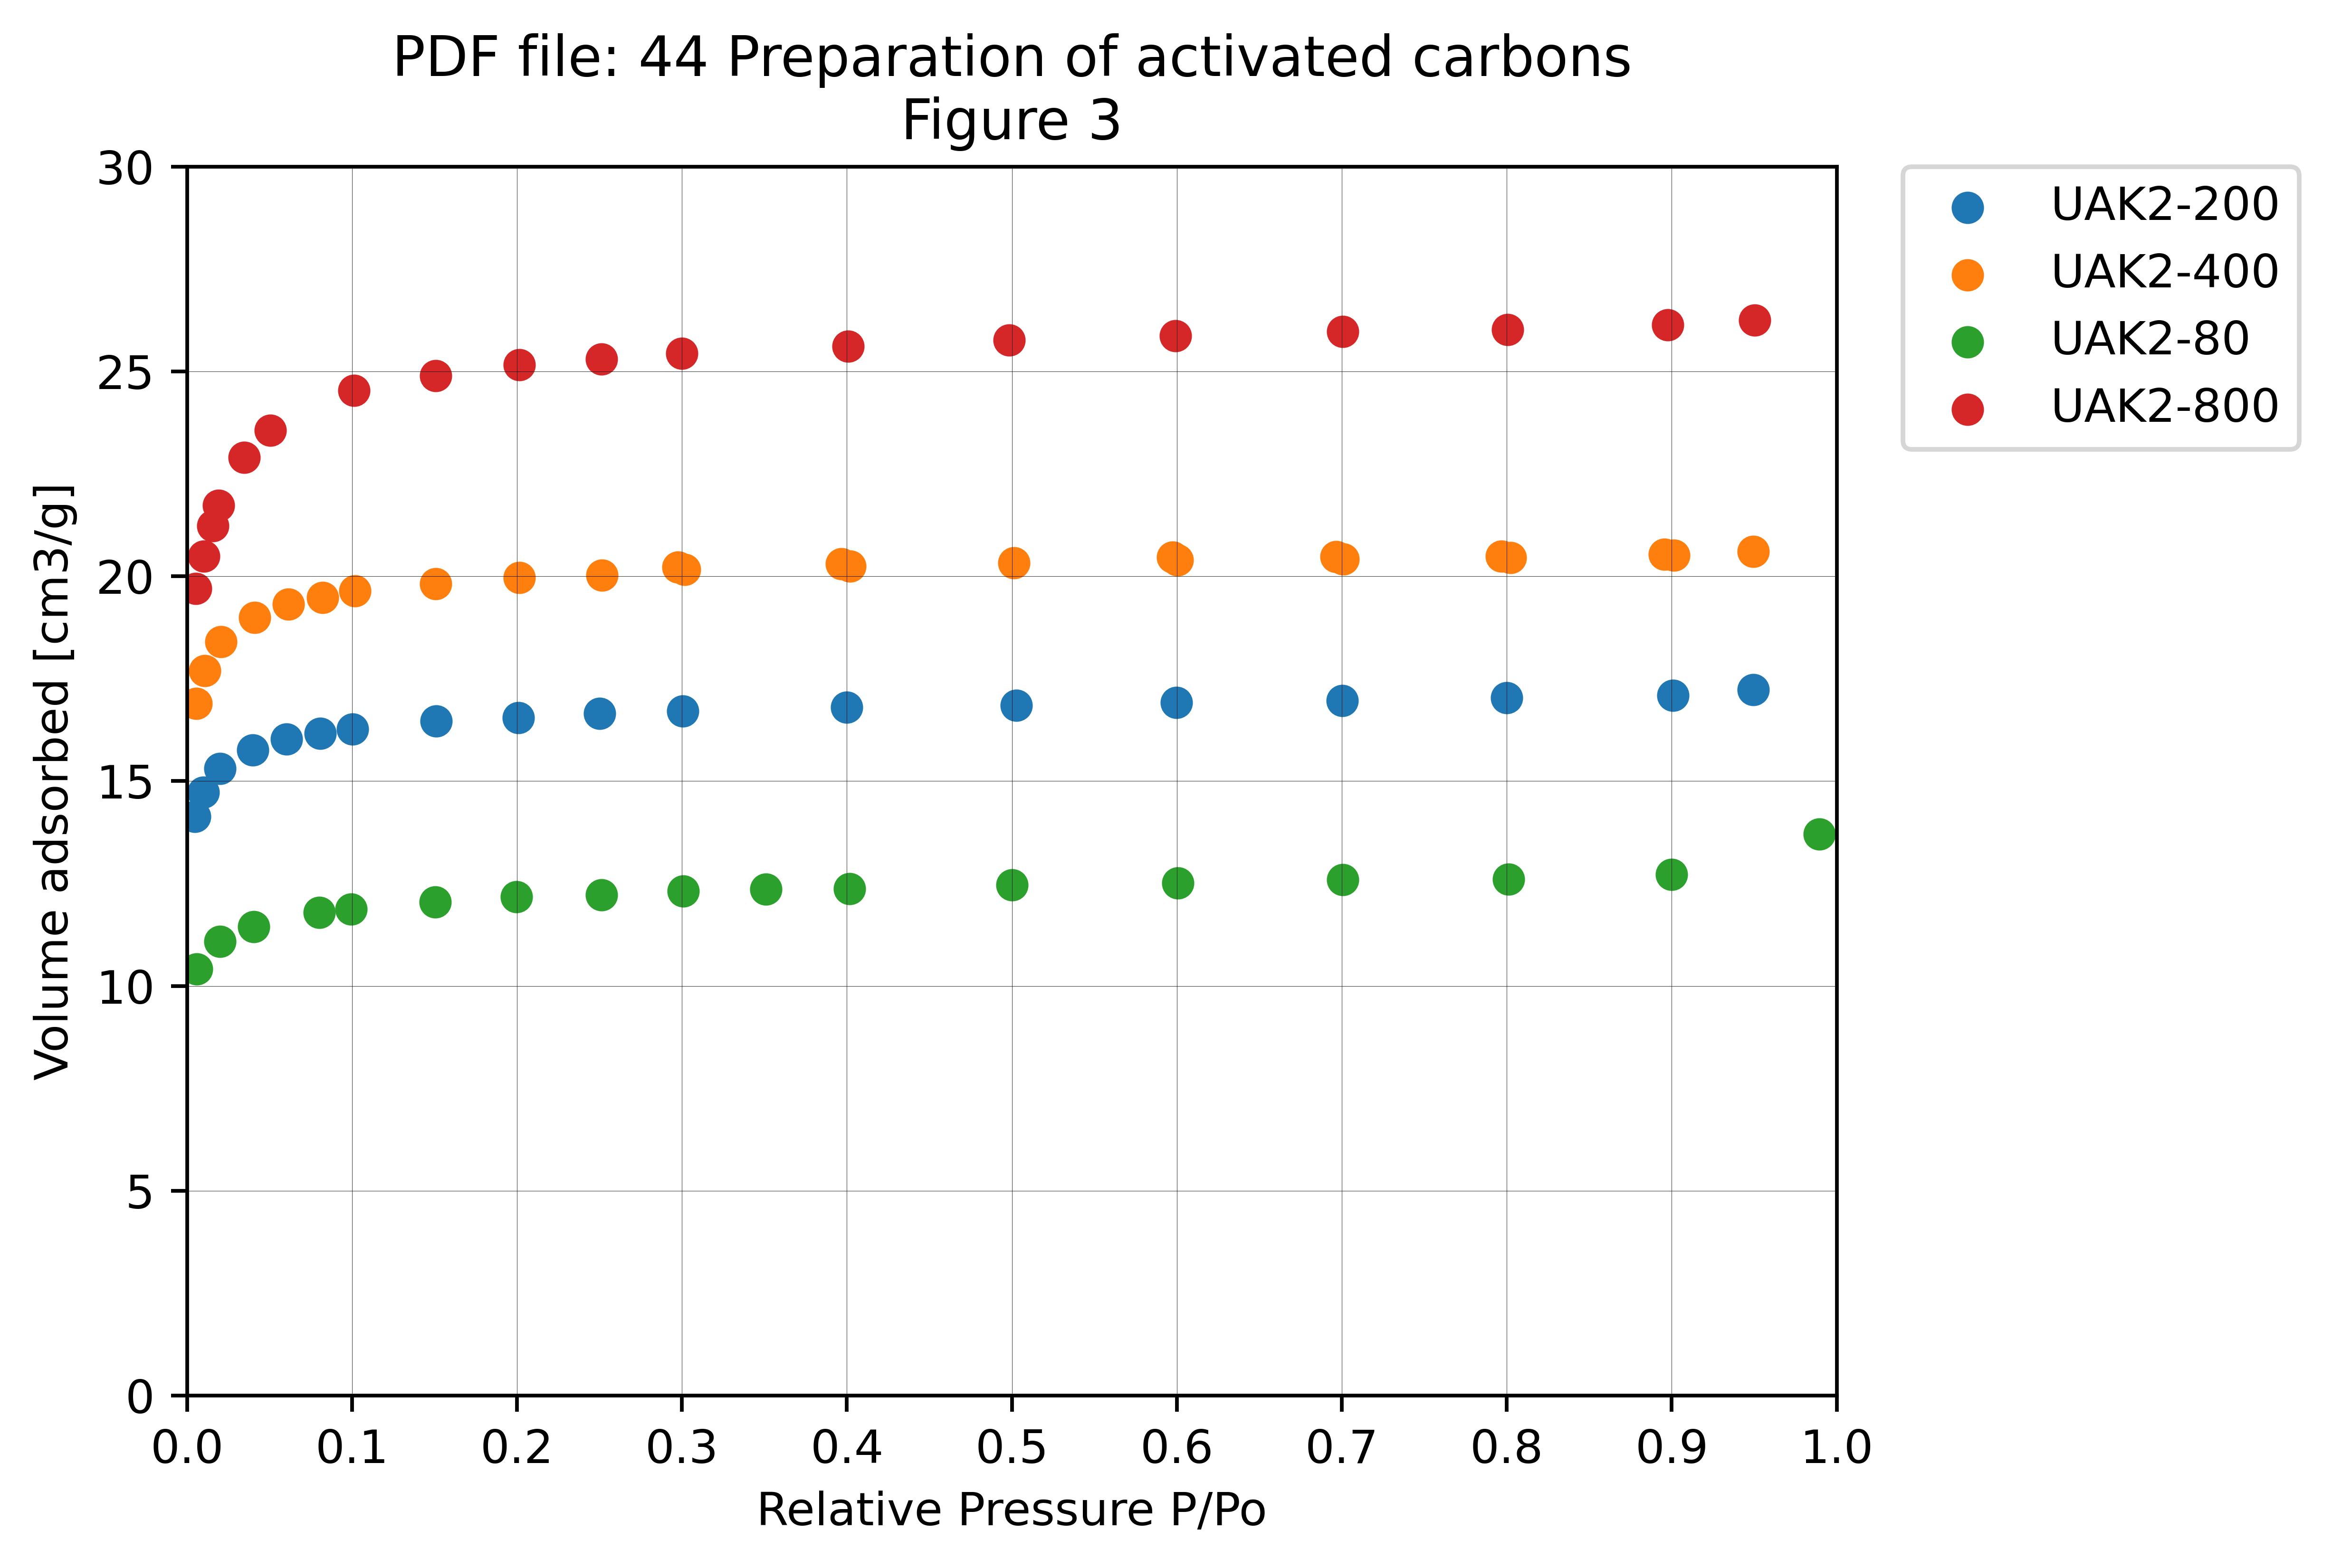 PDF file: 44 Preparation of activated carbons
Figure 3
30
25
20
15
10
5
0
Volume adsorbed [cm3/g]
0.0 0.1 0.2 0.3 0.4 0.5 0.6 0.7 0.8 0.9 1.0
Relative Pressure P/Po
UAK2-200
UAK2-400
UAK2-80
UAK2-800